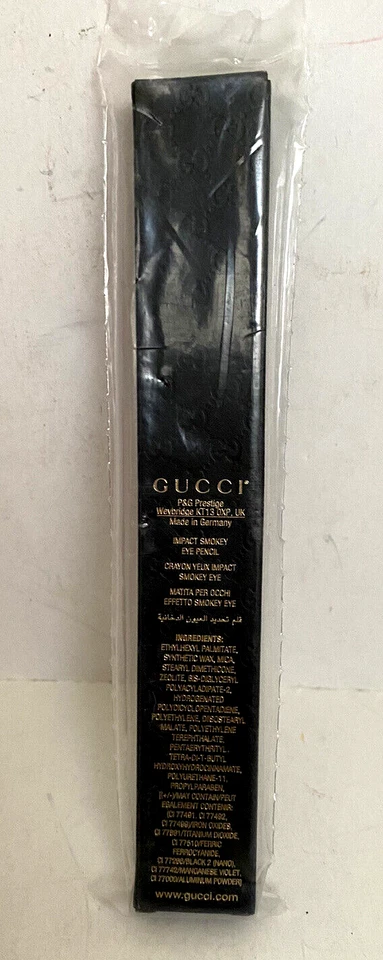 GUCCI
P&G Prestige
Weybridge KT13 0XP, UK
Made in Germany
IMPACT SMOKEY
EYE PENCIL
CRAYON YEUX IMPACT
SMOKEY EYE
MATITA PER OCCHI
EFFETTO SMOKEY EYE
قلم تحديد العيون الدخانية
INGREDIENTS:
ETHYLHEXYL PALMITATE,
SYNTHETIC WAX, MICA,
STEARYL DIMETHICONE,
ZEOLITE, BIS-DIGLYCERYL
POLYACYLADIPATE-2,
HYDROGENATED
POLYDICYCLOPENTADIENE,
POLYETHYLENE, DIISOSTEARYL
MALATE, POLYETHYLENE
TEREPHTHALATE,
PENTAERYTHRITYL
TETRA-DI-T-BUTYL
HYDROXYHYDROCINNAMATE,
POLYURETHANE-11,
PROPYLPARABEN,
[(+/-)/MAY CONTAIN/PEUT
EGALEMENT CONTENIR:
(CI 77491, CI 77492,
CI 77499)/IRON OXIDES,
CI 77891/TITANIUM DIOXIDE,
CI 77510/FERRIC
FERROCYANIDE,
CI 77266/BLACK 2 (NANO),
CI 77742/MANGANESE VIOLET,
CI 77000/ALUMINUM POWDER]
www.gucci.com